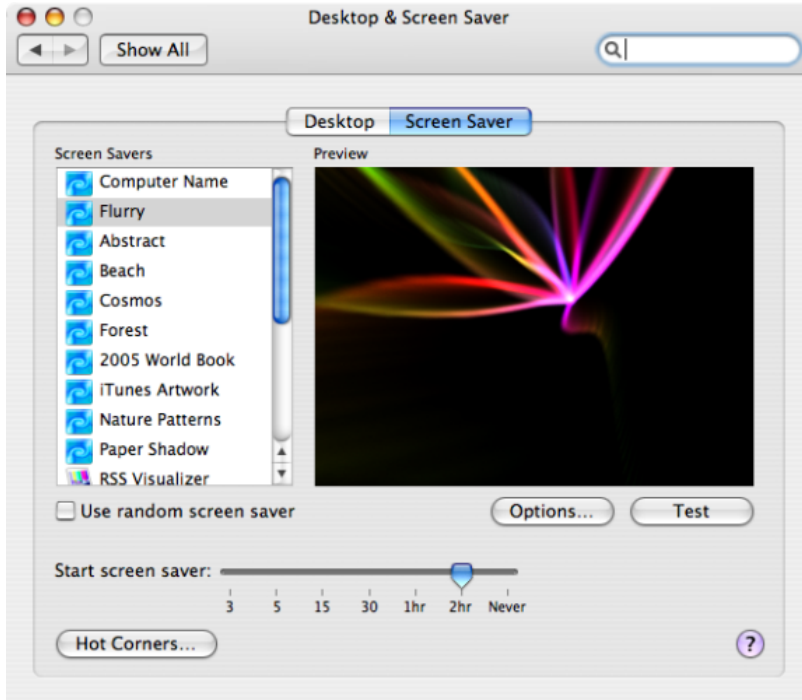 Desktop & Screen Saver
Show All
Desktop Screen Saver
Screen Savers Preview
Computer Name
Flurry
Abstract
Beach
Cosmos
Forest
2005 World Book
iTunes Artwork
Nature Patterns
Paper Shadow
RSS Visualizer
Use random screen saver Options... Test
Start screen saver:
3 5 15 30 1hr 2hr Never
Hot Corners... ?